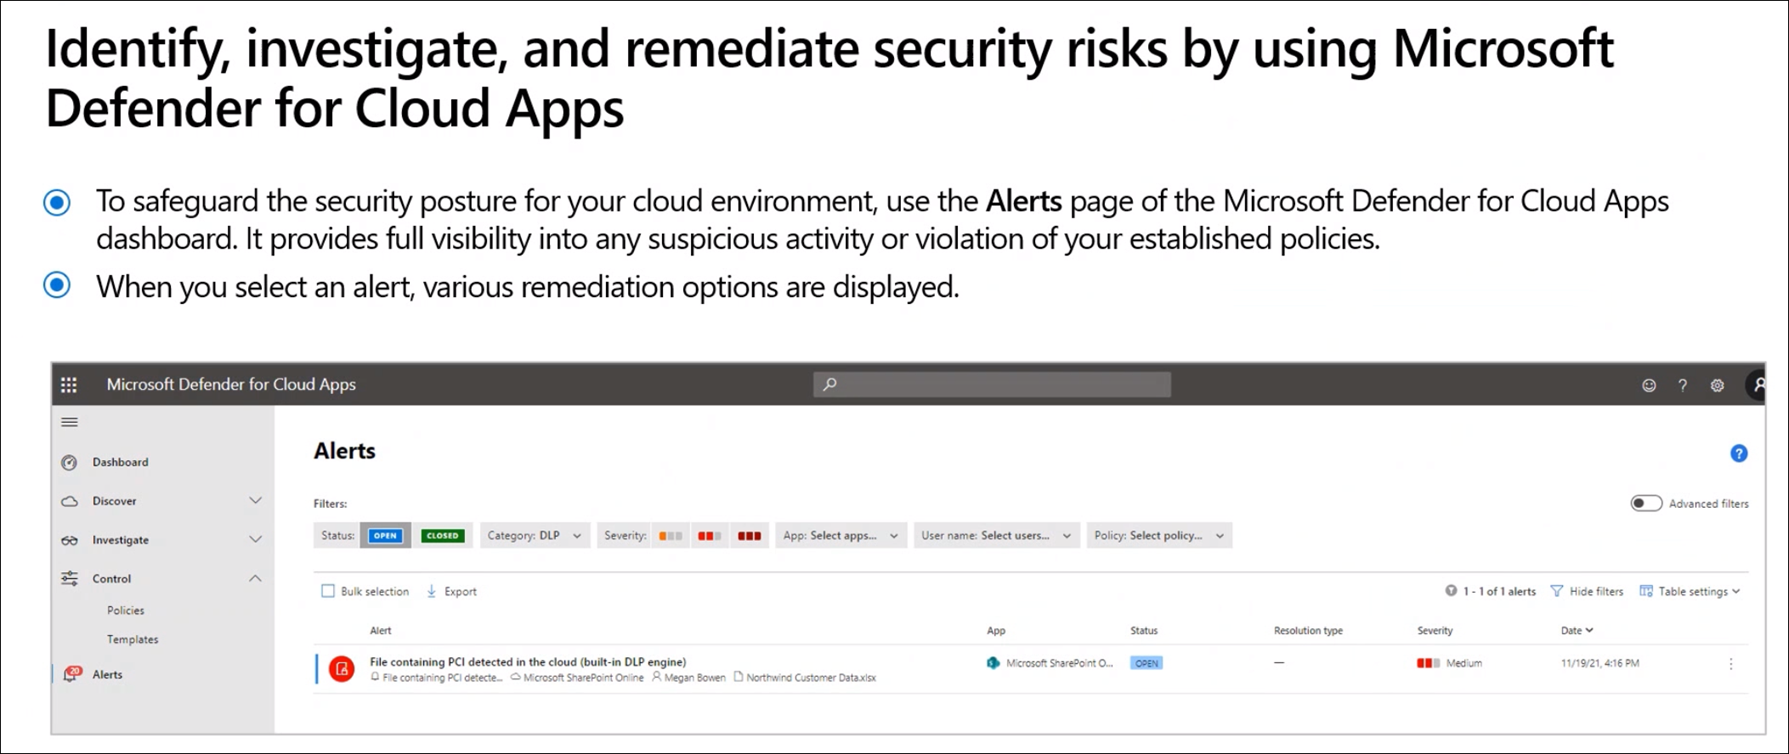 Identify, investigate, and remediate security risks by using Microsoft
Defender for Cloud Apps
To safeguard the security posture for your cloud environment, use the Alerts page of the Microsoft Defender for Cloud Apps
dashboard. It provides full visibility into any suspicious activity or violation of your established policies.
When you select an alert, various remediation options are displayed.
Microsoft Defender for Cloud Apps
?
Dashboard
Discover
Investigate
Control
Policies
Templates
20
Alerts
Alerts
?
Filters:
Advanced filters
Status: OPEN CLOSED Category: DLP Severity: App: Select apps... User name: Select users... Policy: Select policy...
Bulk selection Export 1 - 1 of 1 alerts Hide filters Table settings
Alert App Status Resolution type Severity Date
File containing PCI detected in the cloud (built-in DLP engine) Microsoft SharePoint O... OPEN — Medium 11/19/21, 4:16 PM
File containing PCI detecte... Microsoft SharePoint Online Megan Bowen Northwind Customer Data.xlsx